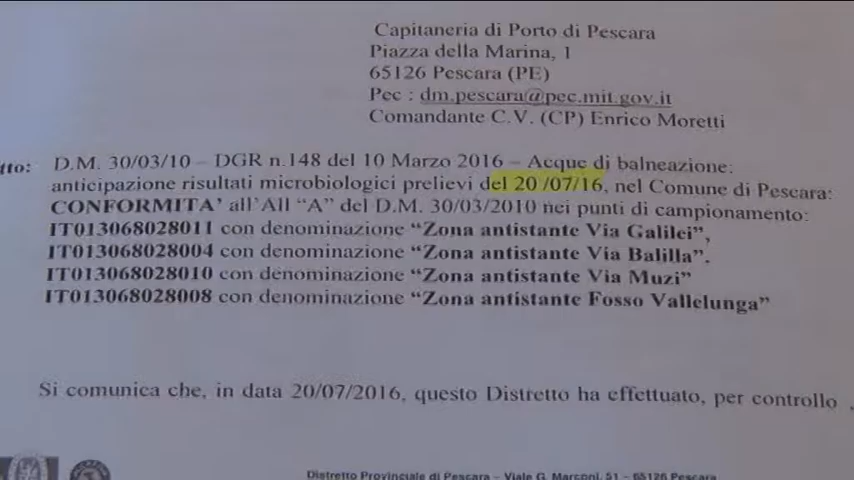 Capitaneria di Porto di Pescara
Piazza della Marina, 1
65126 Pescara (PE)
Pec : dm.pescara@pec.mit.gov.it
Comandante C.V. (CP) Enrico Moretti
tto: D.M. 30/03/10 – DGR n.148 del 10 Marzo 2016 – Acque di balneazione:
anticipazione risultati microbiologici prelievi del 20 /07/16, nel Comune di Pescara:
CONFORMITA’ all’All “A” del D.M. 30/03/2010 nei punti di campionamento:
IT013068028011 con denominazione “Zona antistante Via Galilei”,
IT013068028004 con denominazione “Zona antistante Via Balilla”.
IT013068028010 con denominazione “Zona antistante Via Muzi”
IT013068028008 con denominazione “Zona antistante Fosso Vallelunga”
Si comunica che, in data 20/07/2016, questo Distretto ha effettuato, per controllo ,
Distretto Provinciale di Pescara – Viale G. Marconi, 51 – 65126 Pescara